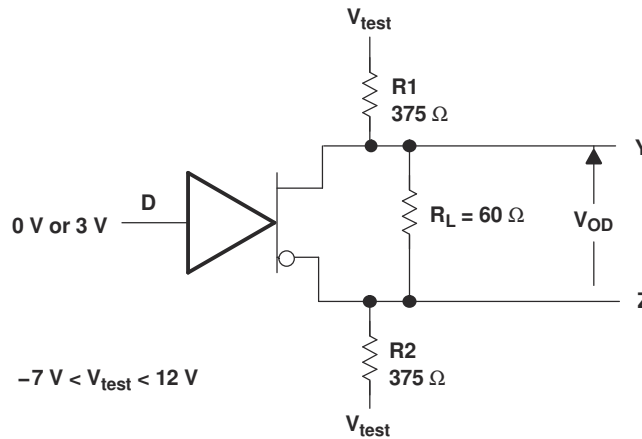 V_test
R1
375 Ω
Y
D
0 V or 3 V
R_L = 60 Ω
V_OD
Z
R2
375 Ω
−7 V < V_test < 12 V
V_test